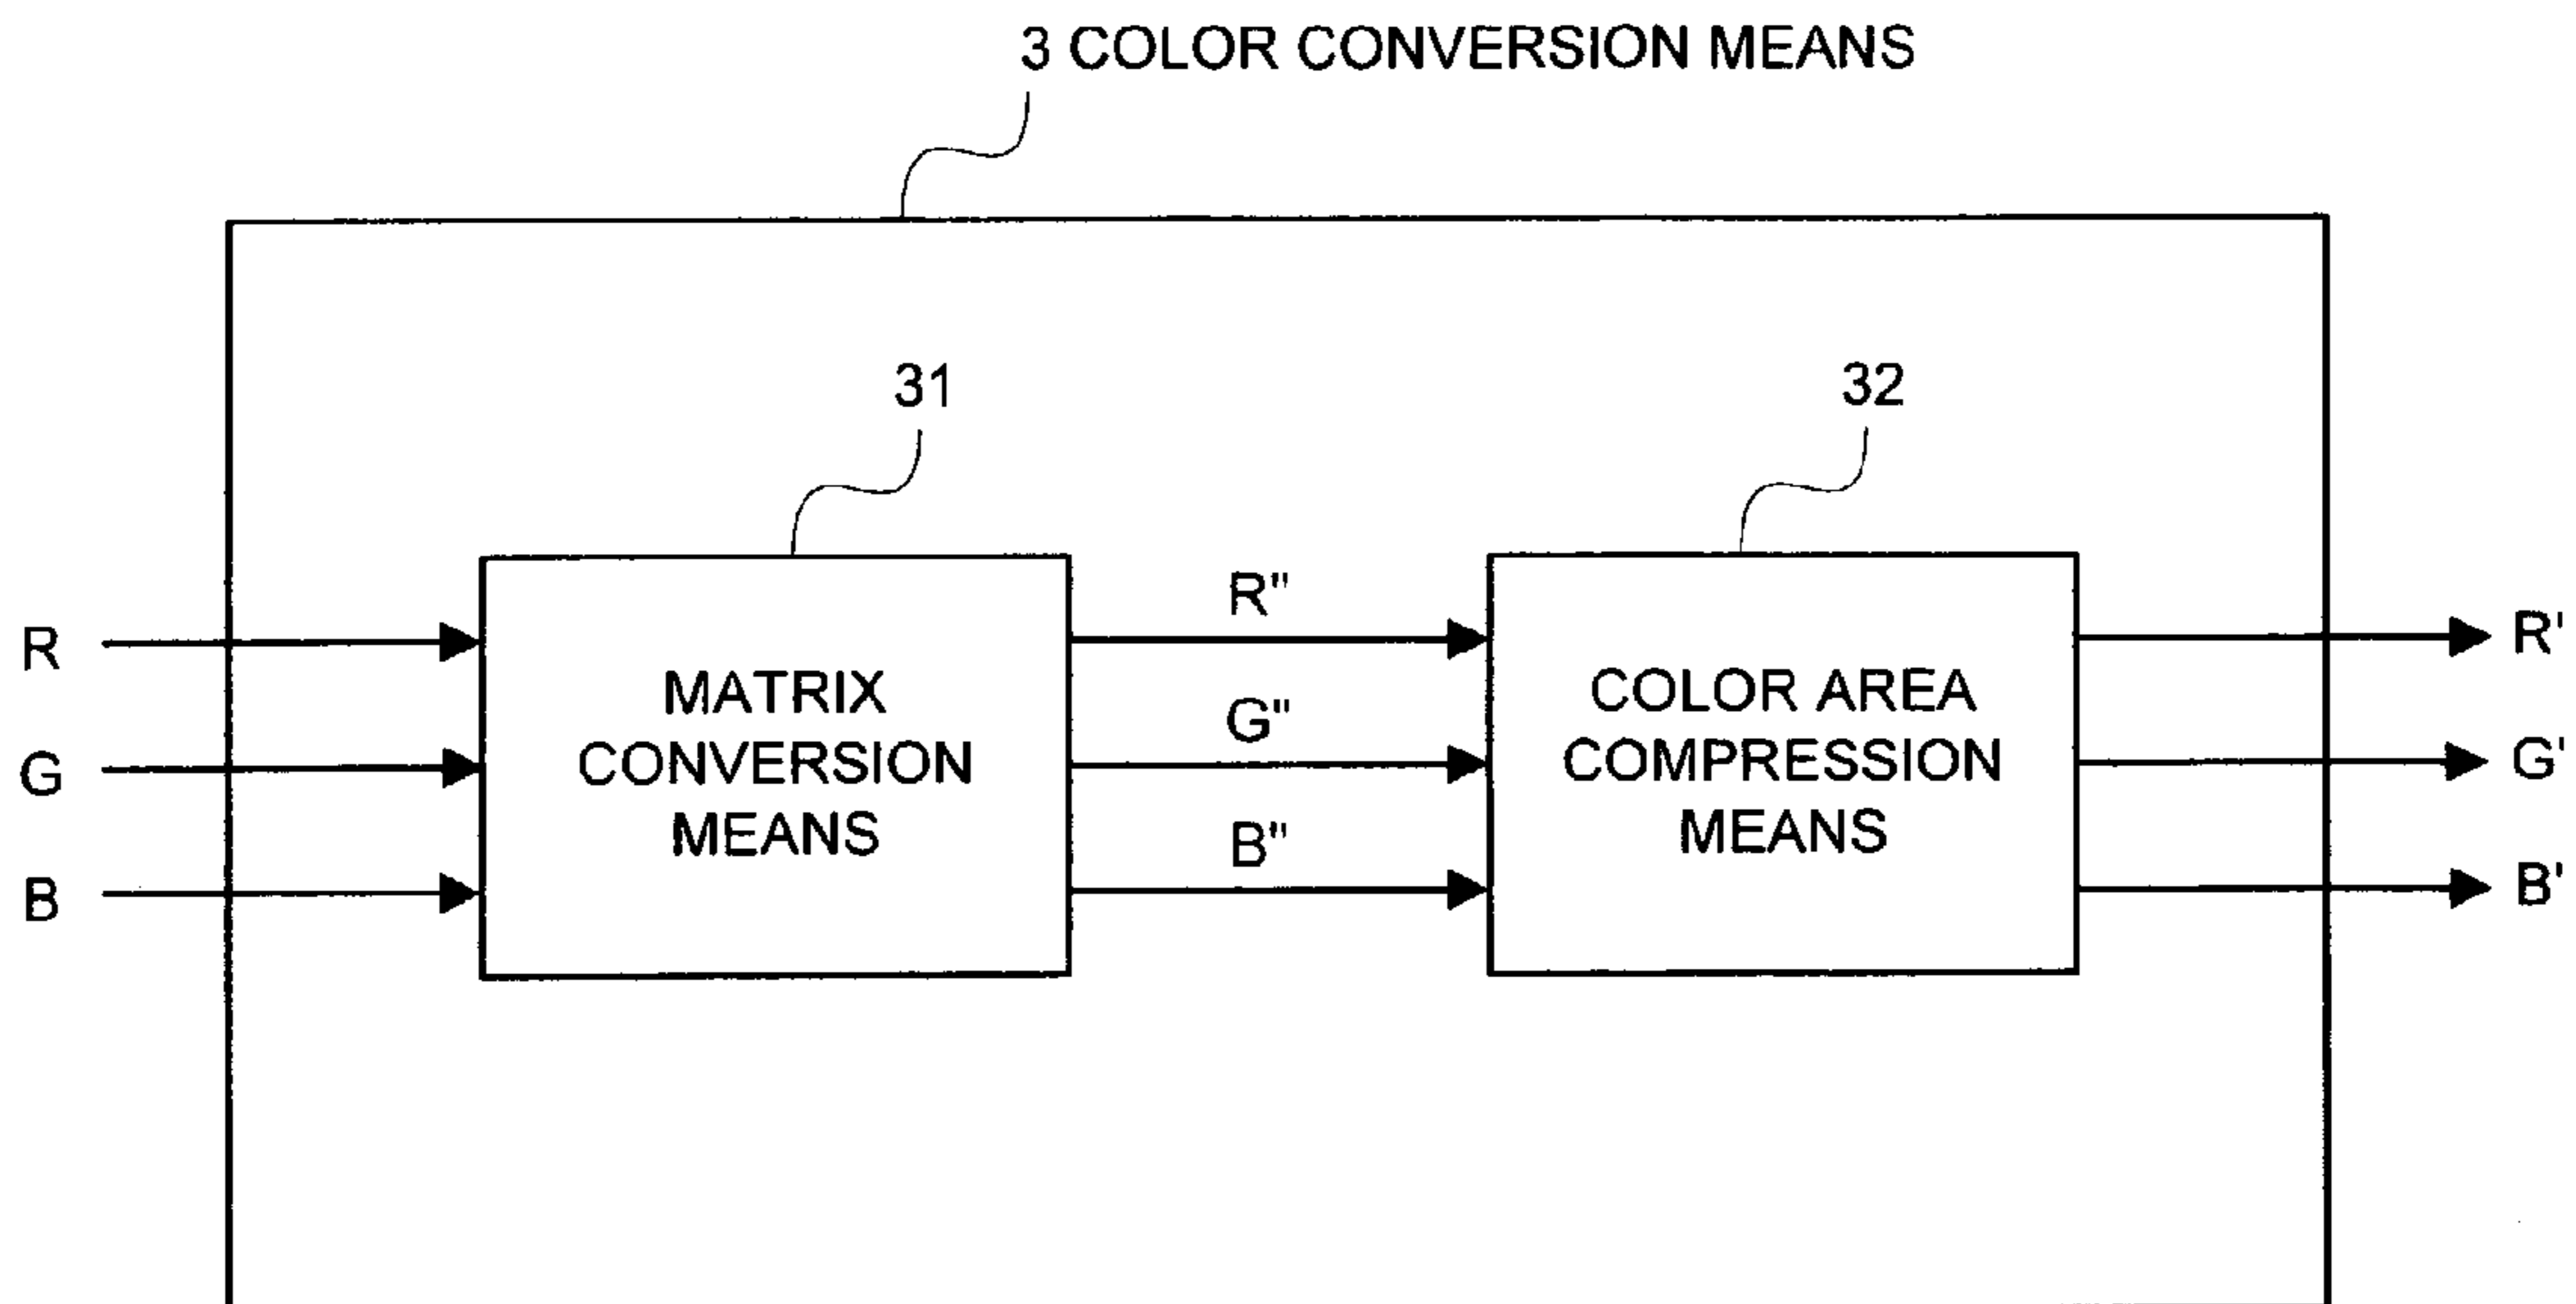 3 COLOR CONVERSION MEANS
31
32
R
G
B
MATRIX
CONVERSION
MEANS
R"
G"
B"
COLOR AREA
COMPRESSION
MEANS
R'
G'
B'